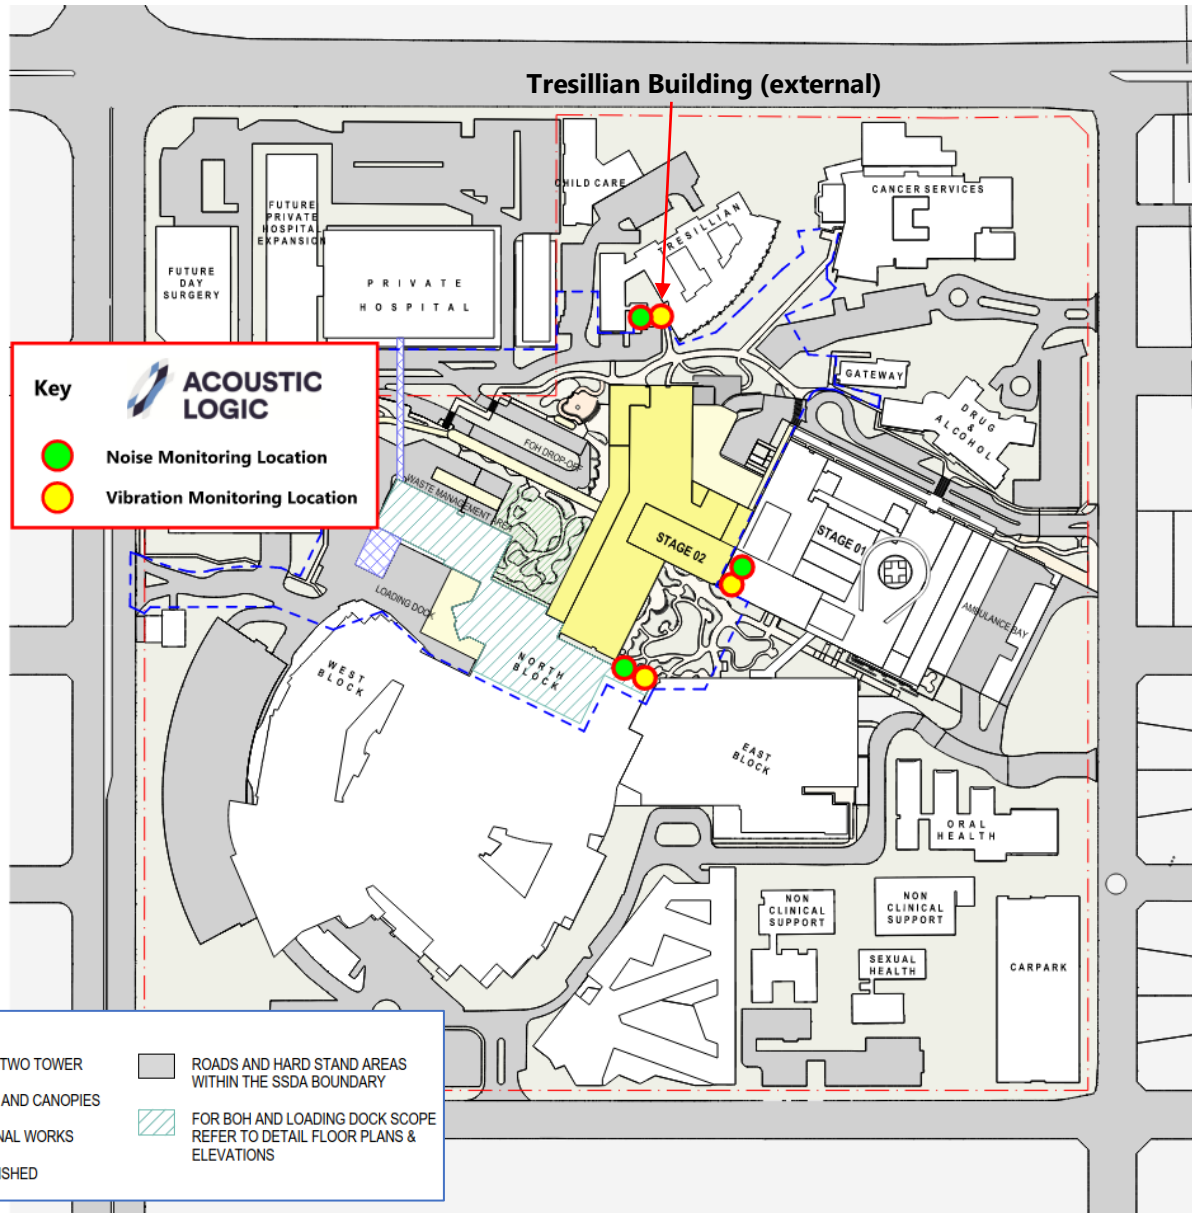 Tresillian Building (external)
CHILD CARE
TRESILLIAN
CANCER SERVICES
FUTURE
PRIVATE
HOSPITAL
EXPANSION
FUTURE
DAY
SURGERY
PRIVATE
HOSPITAL
GATEWAY
DRUG
&
ALCOHOL
Key
ACOUSTIC
LOGIC
Noise Monitoring Location
Vibration Monitoring Location
FOH DROP-OFF
WASTE MANAGEMENT AREA
STAGE 02
STAGE 01
LOADING DOCK
AMBULANCE BAY
NORTH
BLOCK
WEST
BLOCK
EAST
BLOCK
ORAL
HEALTH
NON
CLINICAL
SUPPORT
NON
CLINICAL
SUPPORT
SEXUAL
HEALTH
CARPARK
TWO TOWER
AND CANOPIES
NAL WORKS
ISHED
ROADS AND HARD STAND AREAS
WITHIN THE SSDA BOUNDARY
FOR BOH AND LOADING DOCK SCOPE
REFER TO DETAIL FLOOR PLANS &
ELEVATIONS